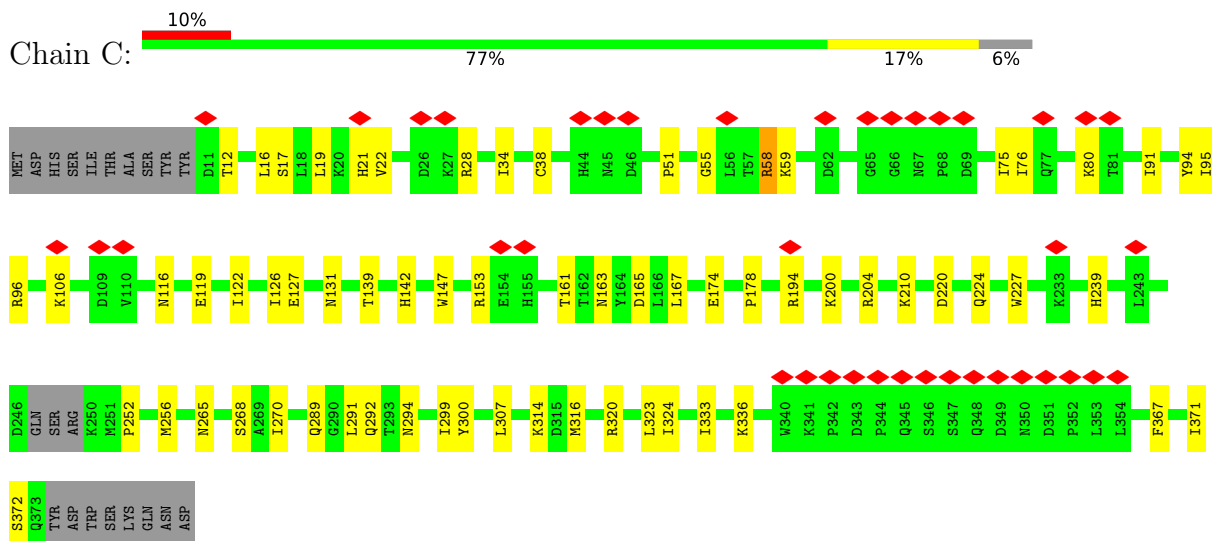 10%
Chain C:
77% 17% 6%
MET ASP HIS SER ILE THR ALA SER TYR TYR D11 T12 L16 S17 L18 L19 K20 H21 V22 D26 K27 R28 I34 C38 H44 N45 D46 P51 G55 L56 T57 R58 K59 D62 G65 G66 N67 P68 D69 I75 I76 Q77 K80 T81 I91 Y94 I95
R96 K106 D109 V110 N116 E119 I122 I126 E127 N131 T139 H142 W147 R153 E154 H155 T161 T162 N163 Y164 D165 L166 L167 E174 P178 R194 K200 R204 K210 D220 Q224 W227 K233 H239 L243
D246 GLN SER ARG K250 M251 P252 M256 N265 S268 A269 I270 Q289 G290 L291 Q292 T293 N294 I299 Y300 L307 K314 D315 M316 R320 L323 I324 I333 K336 W340 K341 P342 D343 P344 Q345 S346 S347 Q348 D349 N350 D351 P352 L353 L354 F367 I371
S372 Q373 TYR ASP TRP SER LYS GLN ASN ASP